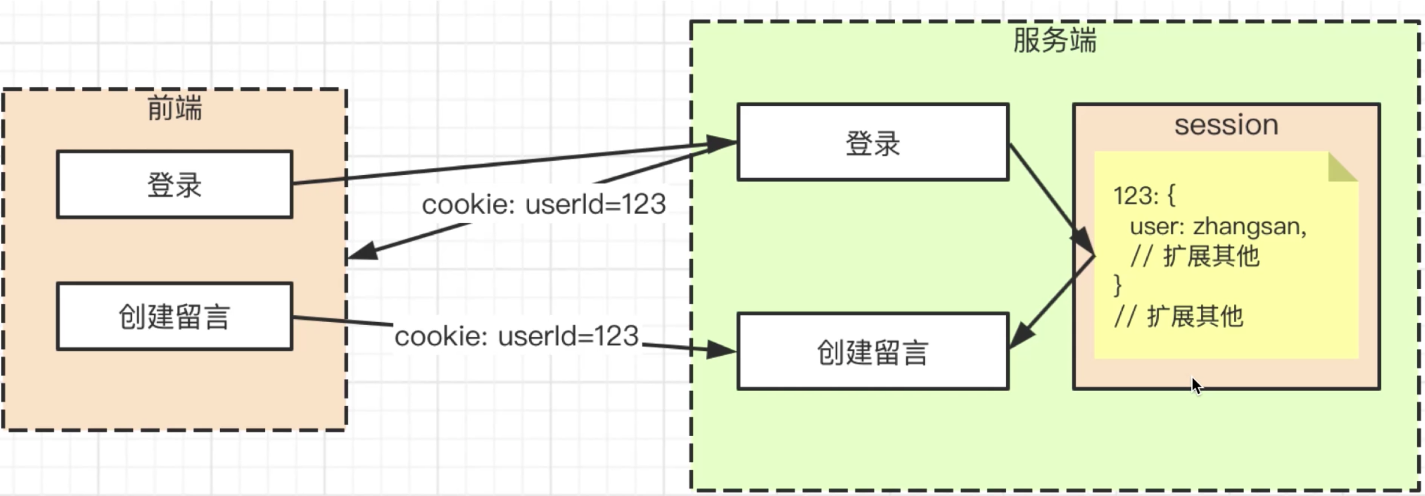 服务端
前端
登录
登录
session
cookie: userId=123
123: {
user: zhangsan,
// 扩展其他
}
// 扩展其他
创建留言
cookie: userId=123
创建留言